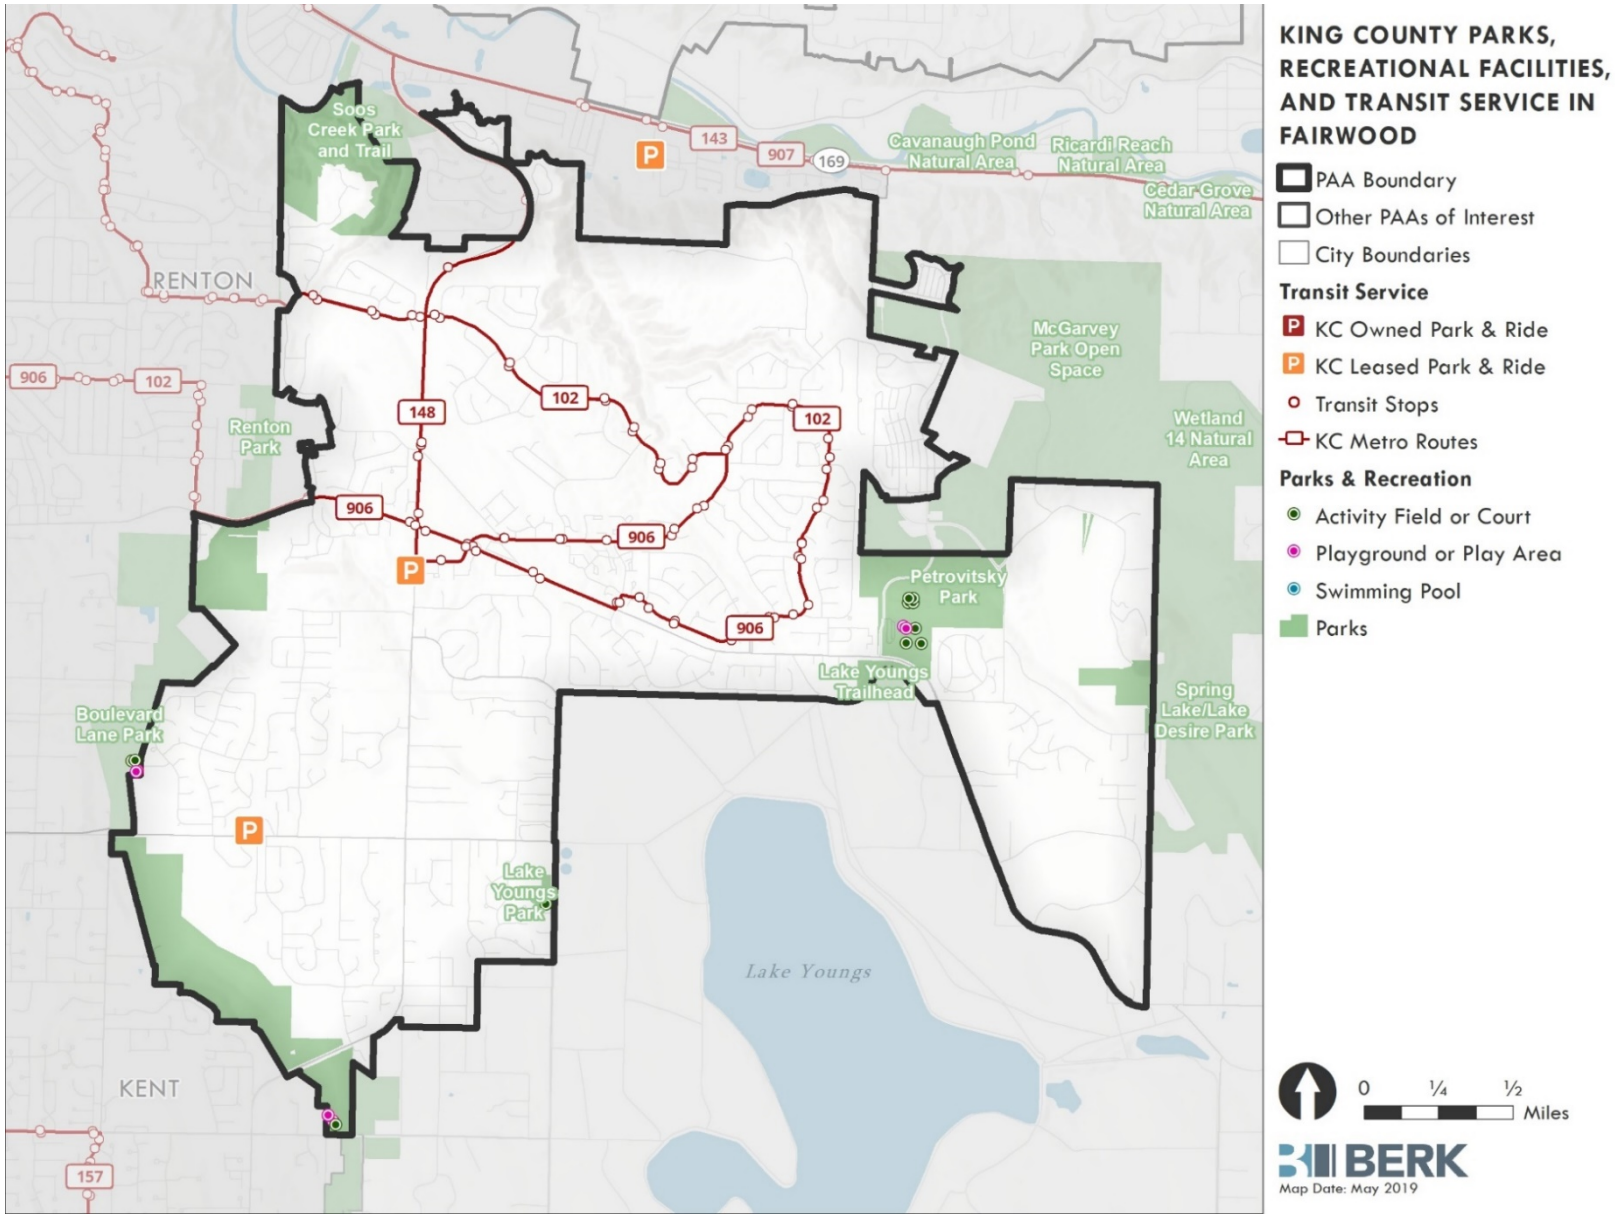 KING COUNTY PARKS,
RECREATIONAL FACILITIES,
AND TRANSIT SERVICE IN
FAIRWOOD
PAA Boundary
Other PAAs of Interest
City Boundaries
Transit Service
P KC Owned Park & Ride
P KC Leased Park & Ride
Transit Stops
KC Metro Routes
Parks & Recreation
Activity Field or Court
Playground or Play Area
Swimming Pool
Parks
0 ¼ ½
Miles
BERK
Map Date: May 2019
Soos
Creek Park
and Trail
P
143
907
169
Cavanaugh Pond
Natural Area
Ricardi Reach
Natural Area
Cedar Grove
Natural Area
RENTON
McGarvey
Park Open
Space
906
102
148
102
102
Renton
Park
Wetland
14 Natural
Area
906
906
P
Petrovitsky
Park
906
Lake Youngs
Trailhead
Spring
Lake/Lake
Desire Park
Boulevard
Lane Park
P
Lake
Youngs
Park
Lake Youngs
KENT
157